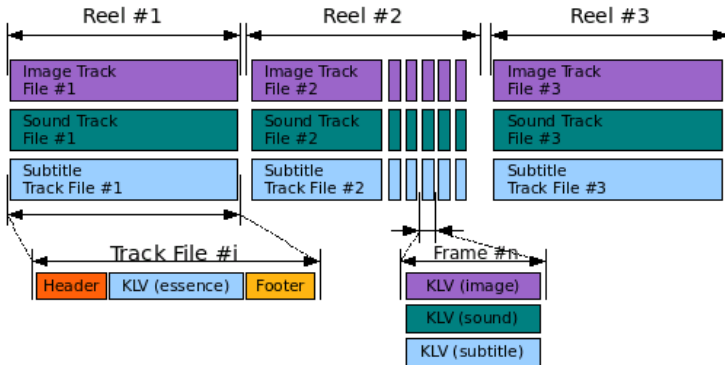 Reel #1
Reel #2
Reel #3
Image Track
File #1
Image Track
File #2
Image Track
File #3
Sound Track
File #1
Sound Track
File #2
Sound Track
File #3
Subtitle
Track File #1
Subtitle
Track File #2
Subtitle
Track File #3
Track File #i
Frame #n
Header
KLV (essence)
Footer
KLV (image)
KLV (sound)
KLV (subtitle)